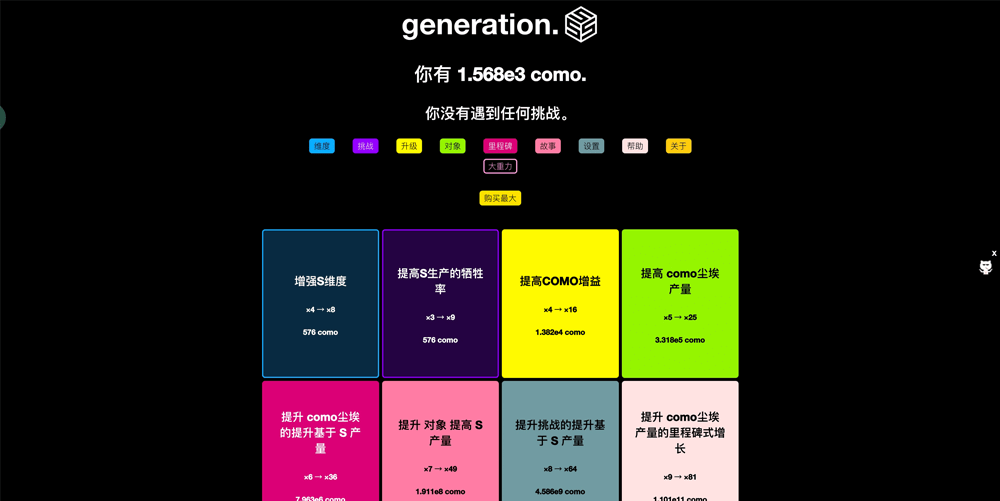 generation.
你有 1.568e3 como.
你没有遇到任何挑战。
维度 挑战 升级 对象 里程碑 故事 设置 帮助 关于
大重力
购买最大
x
增强S维度
×4 → ×8
576 como
提高S生产的牺牲
率
×3 → ×9
576 como
提高COMO增益
×4 → ×16
1.382e4 como
提高 como尘埃
产量
×5 → ×25
3.318e5 como
提升 como尘埃
的提升基于 S 产
量
×6 → ×36
7.963e6 como
提升 对象 提高 S
产量
×7 → ×49
1.911e8 como
提升挑战的提升基
于 S 产量
×8 → ×64
4.586e9 como
提升 como尘埃
产量的里程碑式增
长
×9 → ×81
1.101e11 como